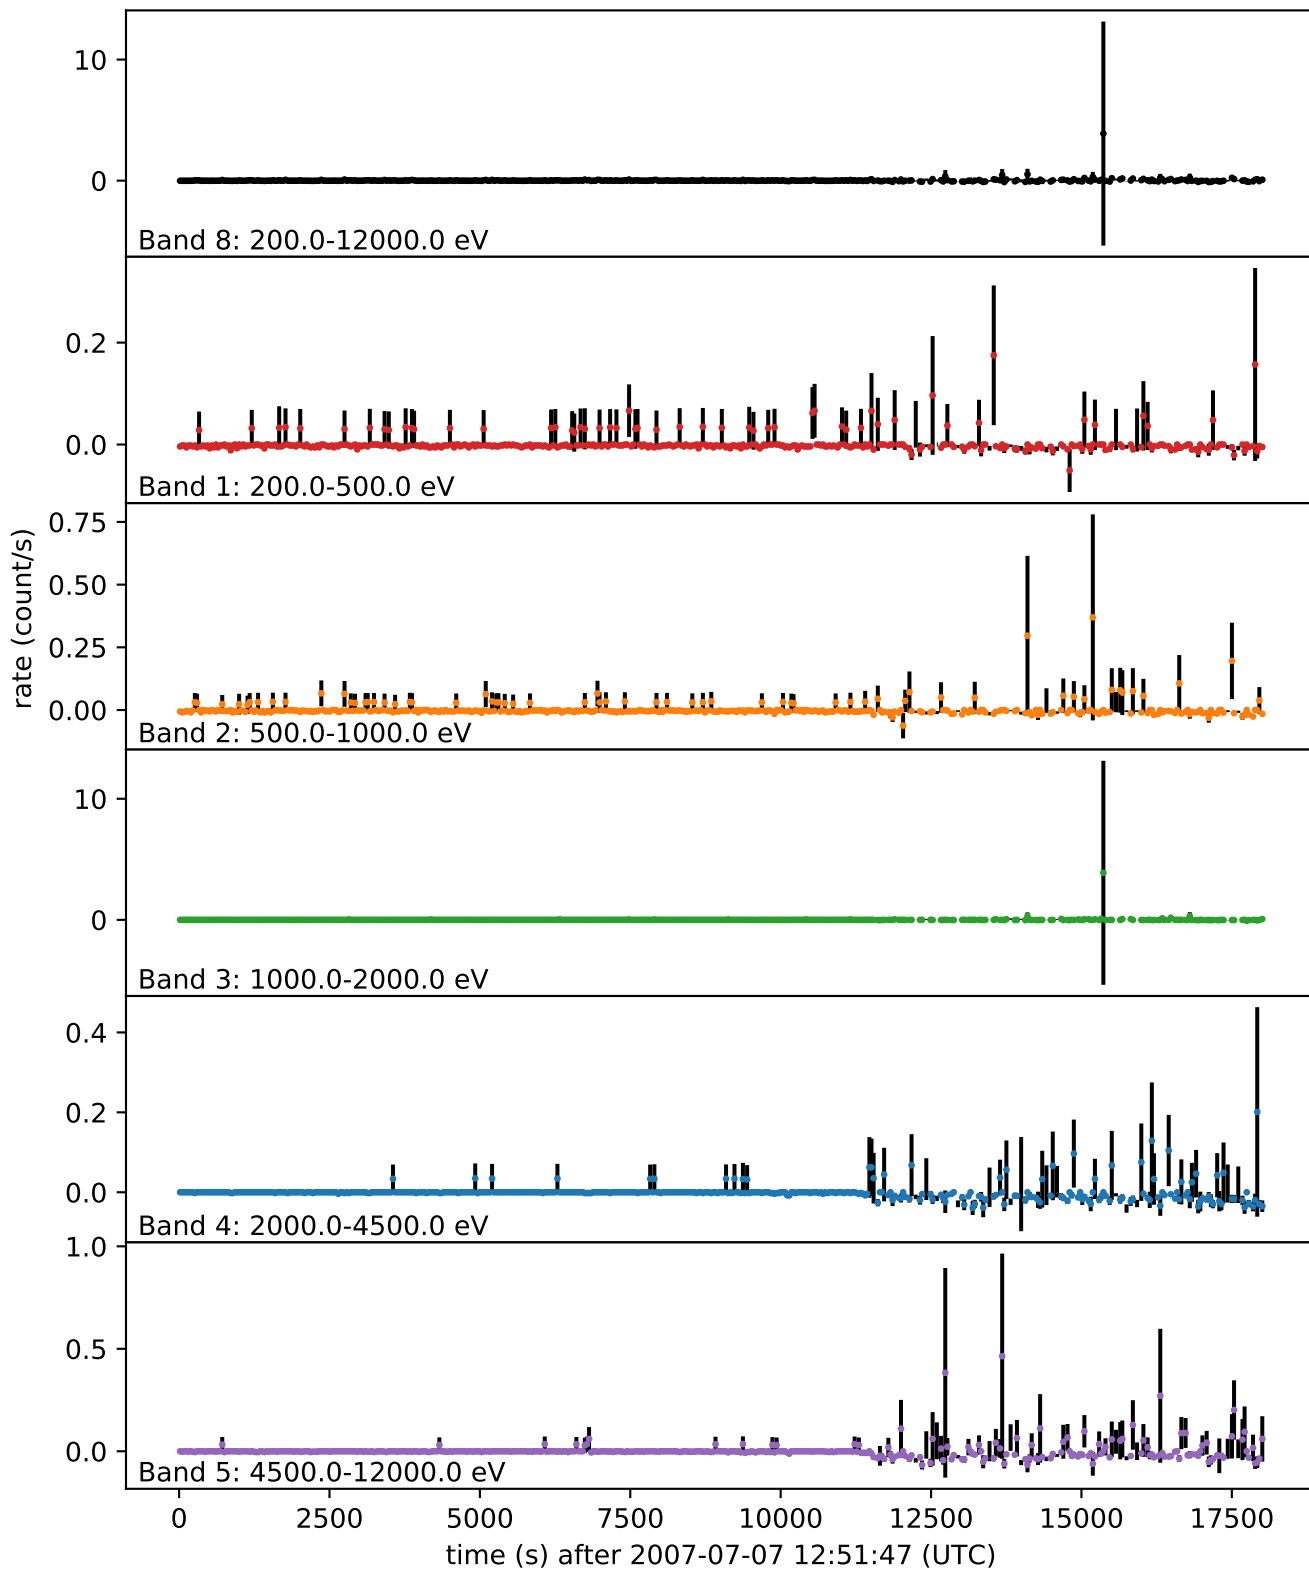 10
0
Band 8: 200.0-12000.0 eV
0.2
0.0
Band 1: 200.0-500.0 eV
0.75
0.50
0.25
0.00
Band 2: 500.0-1000.0 eV
rate (count/s)
10
0
Band 3: 1000.0-2000.0 eV
0.4
0.2
0.0
Band 4: 2000.0-4500.0 eV
1.0
0.5
0.0
Band 5: 4500.0-12000.0 eV
0 2500 5000 7500 10000 12500 15000 17500
time (s) after 2007-07-07 12:51:47 (UTC)